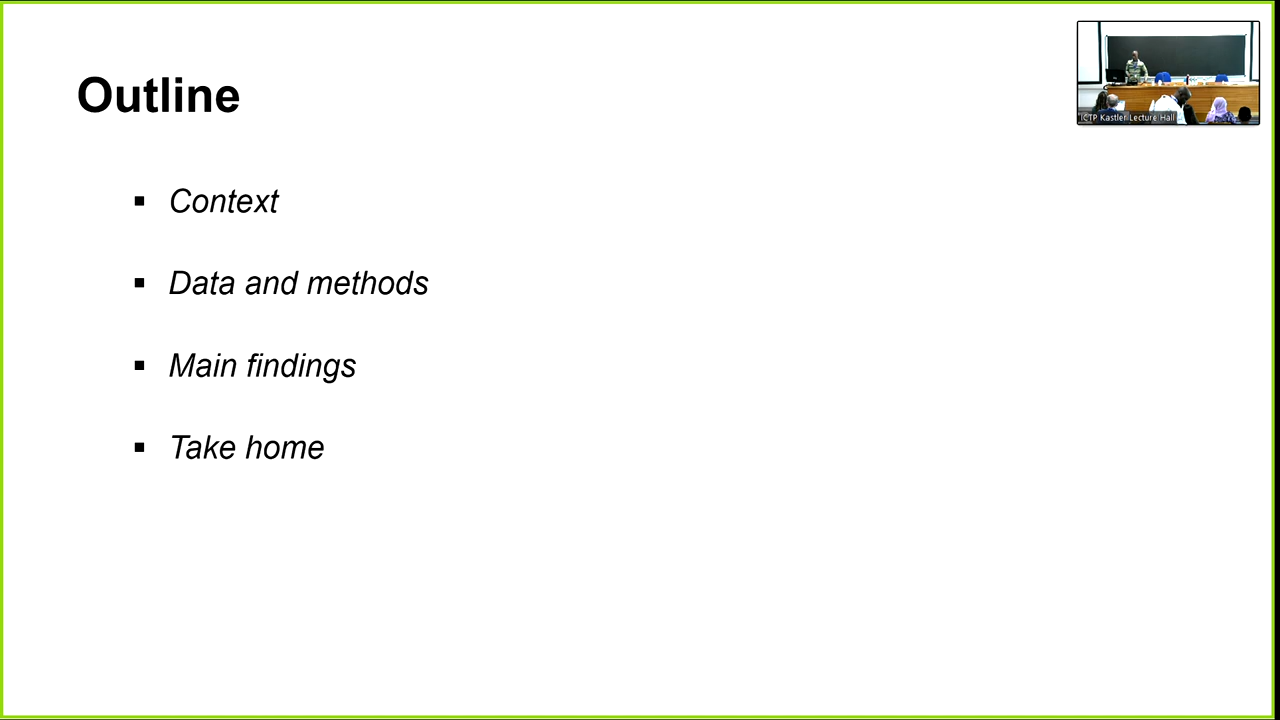 Outline
ICTP Kastler Lecture Hall
▪ Context
▪ Data and methods
▪ Main findings
▪ Take home